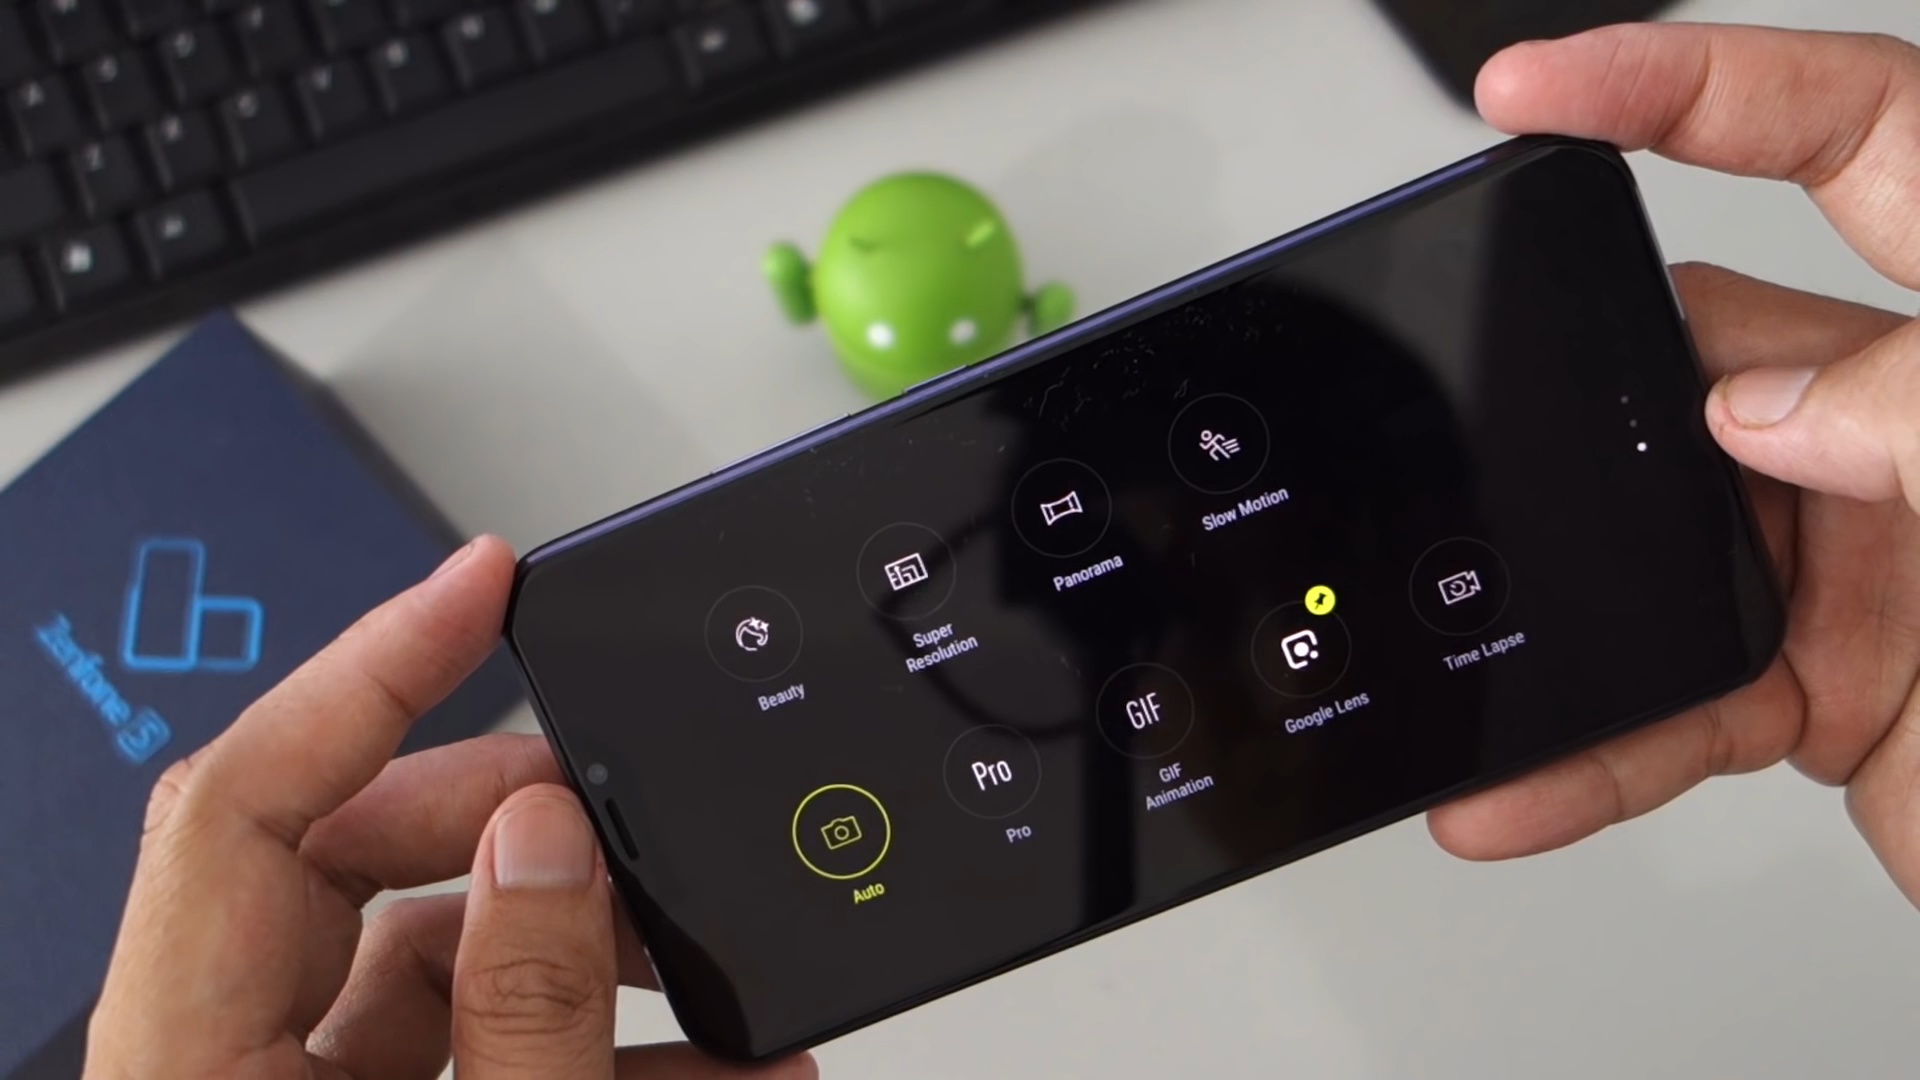 Slow Motion
Panorama
Super
Resolution
Beauty
Time Lapse
Google Lens
GIF
GIF
Animation
Pro
Pro
Auto
Zenfone 5